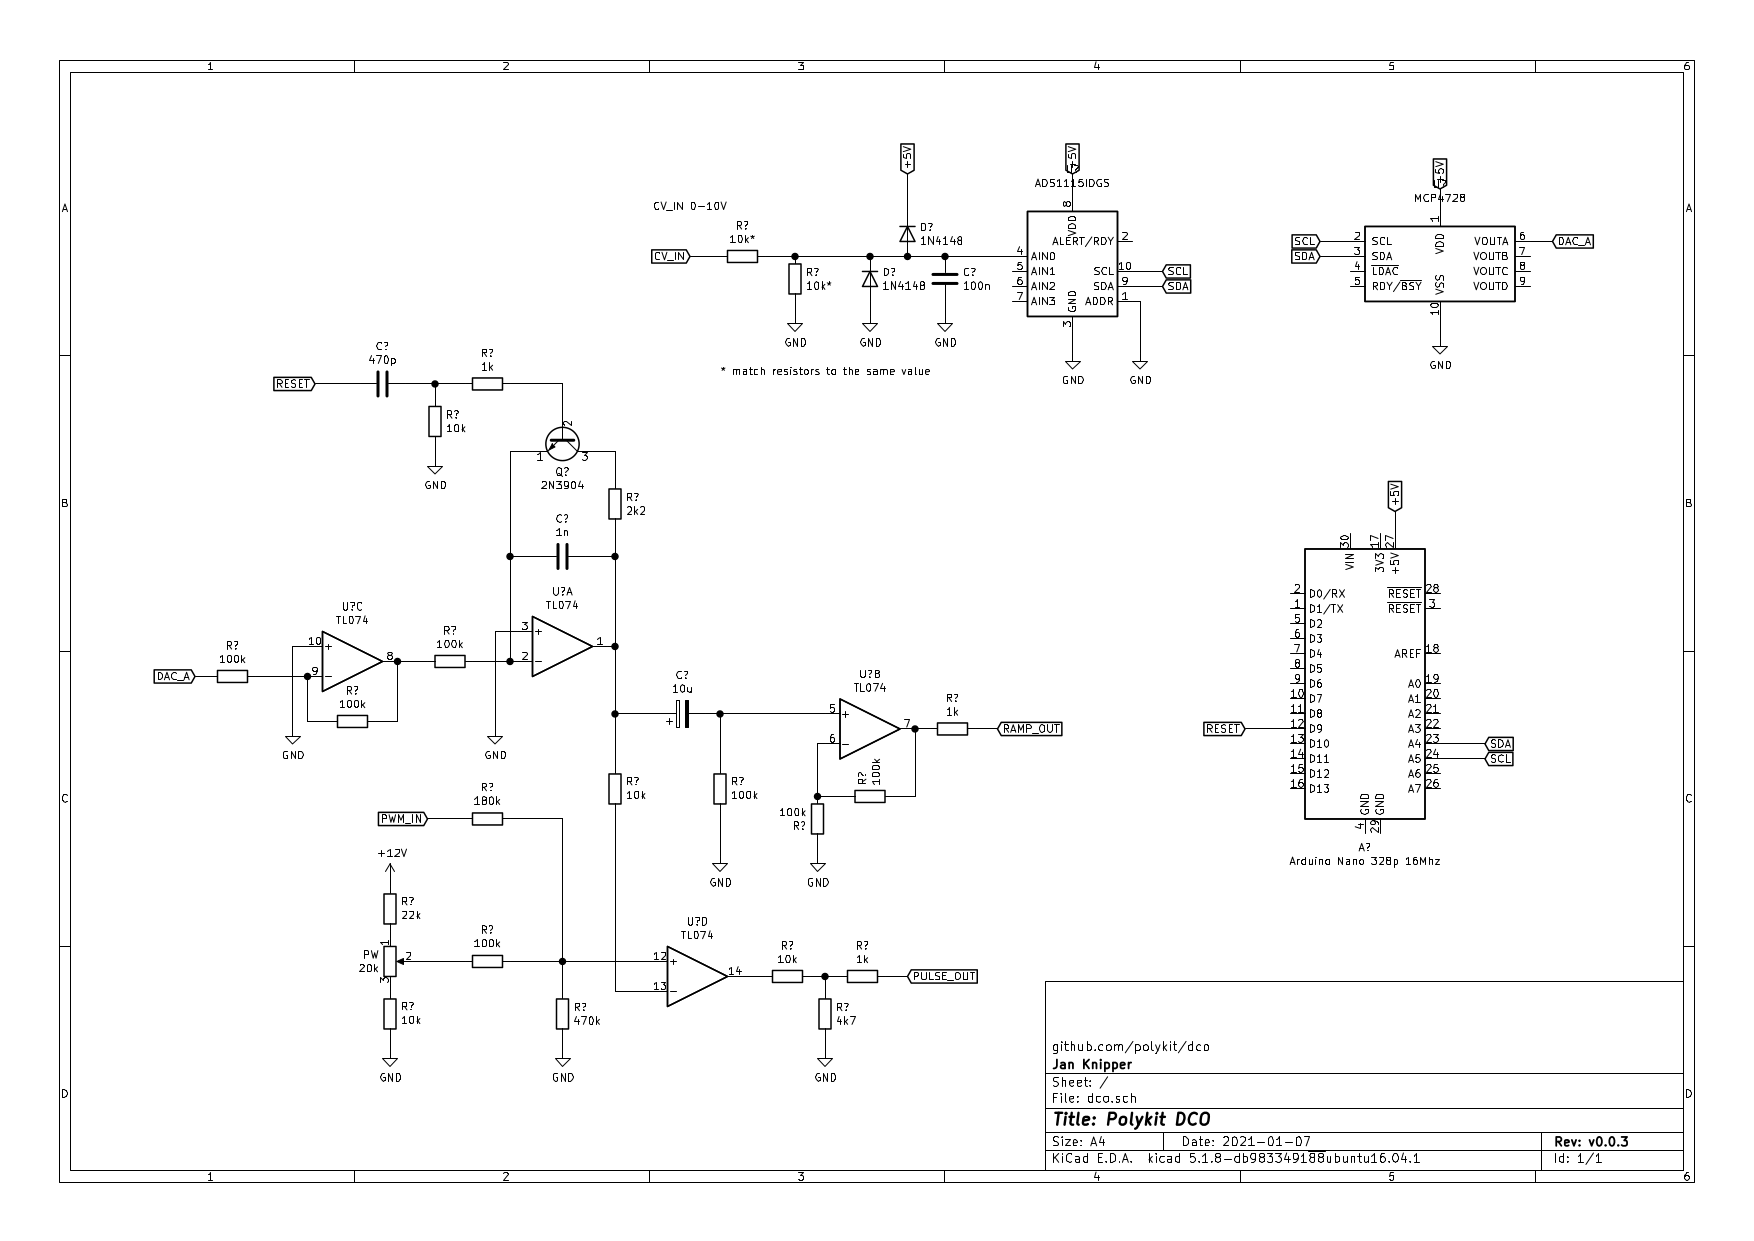 1 2 3 4 5 6
A
B
C
D
A
B
C
D
CV_IN 0-10V
CV_IN
R?
10k*
R?
10k*
GND
D?
1N4148
GND
+5V
D?
1N4148
C?
100n
GND
* match resistors to the same value
+5V
ADS1115IDGS
8
VDD
ALERT/RDY 2
4 AIN0
5 AIN1
6 AIN2
7 AIN3
SCL 10 SCL
SDA 9 SDA
ADDR 1
GND
3
GND
GND
+5V
MCP4728
1
VDD
SCL 2 SCL
SDA 3 SDA
4 LDAC
5 RDY/BSY
VOUTA 6 DAC_A
VOUTB 7
VOUTC 8
VOUTD 9
VSS
10
GND
RESET
C?
470p
R?
1k
R?
10k
GND
2
1
3
Q?
2N3904
R?
2k2
C?
1n
U?A
TL074
3
+
2
-
1
GND
DAC_A
R?
100k
U?C
TL074
10
+
9
-
8
R?
100k
GND
R?
100k
C?
10u
+
R?
100k
GND
U?B
TL074
5
+
6
-
7
R?
100k
100k
R?
GND
R?
1k
RAMP_OUT
R?
10k
PWM_IN
R?
180k
+12V
R?
22k
PW
20k
1
2
3
R?
10k
GND
R?
100k
R?
470k
GND
U?D
TL074
12
+
13
-
14
R?
10k
R?
4k7
GND
R?
1k
PULSE_OUT
+5V
30
VIN
17
3V3
27
+5V
2 D0/RX
1 D1/TX
5 D2
6 D3
7 D4
8 D5
9 D6
10 D7
11 D8
RESET 12 D9
13 D10
14 D11
15 D12
16 D13
RESET 28
RESET 3
AREF 18
A0 19
A1 20
A2 21
A3 22
A4 23 SDA
A5 24 SCL
A6 25
A7 26
GND
4
GND
29
A?
Arduino Nano 328p 16Mhz
github.com/polykit/dco
Jan Knipper
Sheet: /
File: dco.sch
Title: Polykit DCO
Size: A4 Date: 2021-01-07 Rev: v0.0.3
KiCad E.D.A. kicad 5.1.8-db983349188ubuntu16.04.1 Id: 1/1
1 2 3 4 5 6